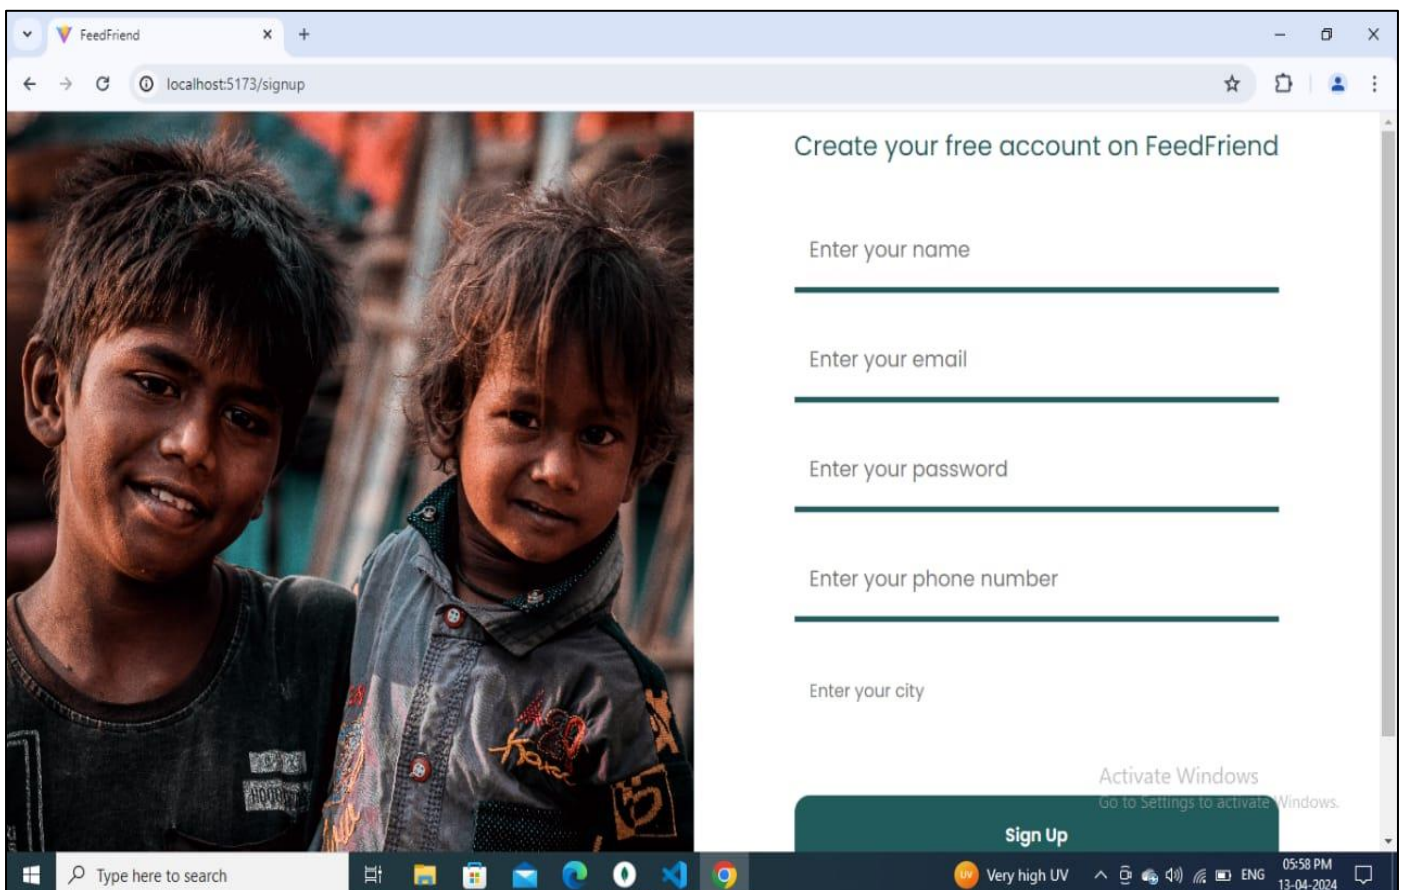 FeedFriend
localhost:5173/signup
Create your free account on FeedFriend
Enter your name
Enter your email
Enter your password
Enter your phone number
Enter your city
Activate Windows
Go to Settings to activate Windows.
Sign Up
Type here to search
UV
Very high UV
ENG
05:58 PM
13-04-2024